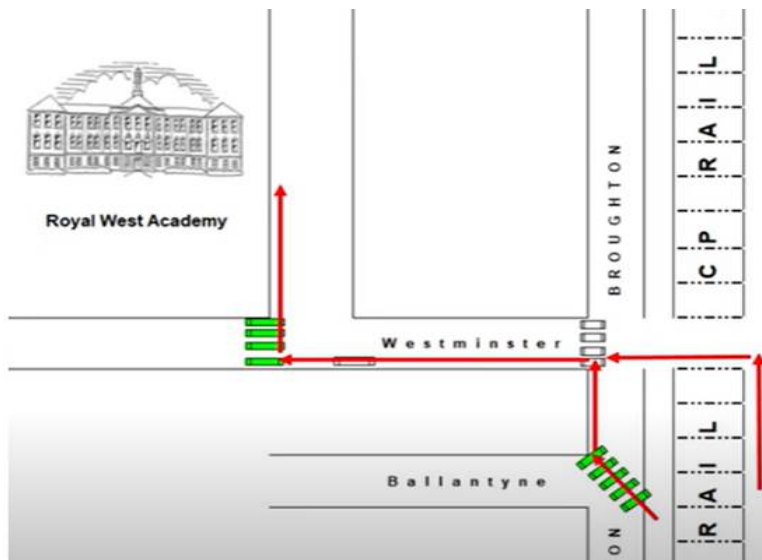 CP RAIL
BROUGHTON
Royal West Academy
Westminster
Ballantyne
RAIL
ON